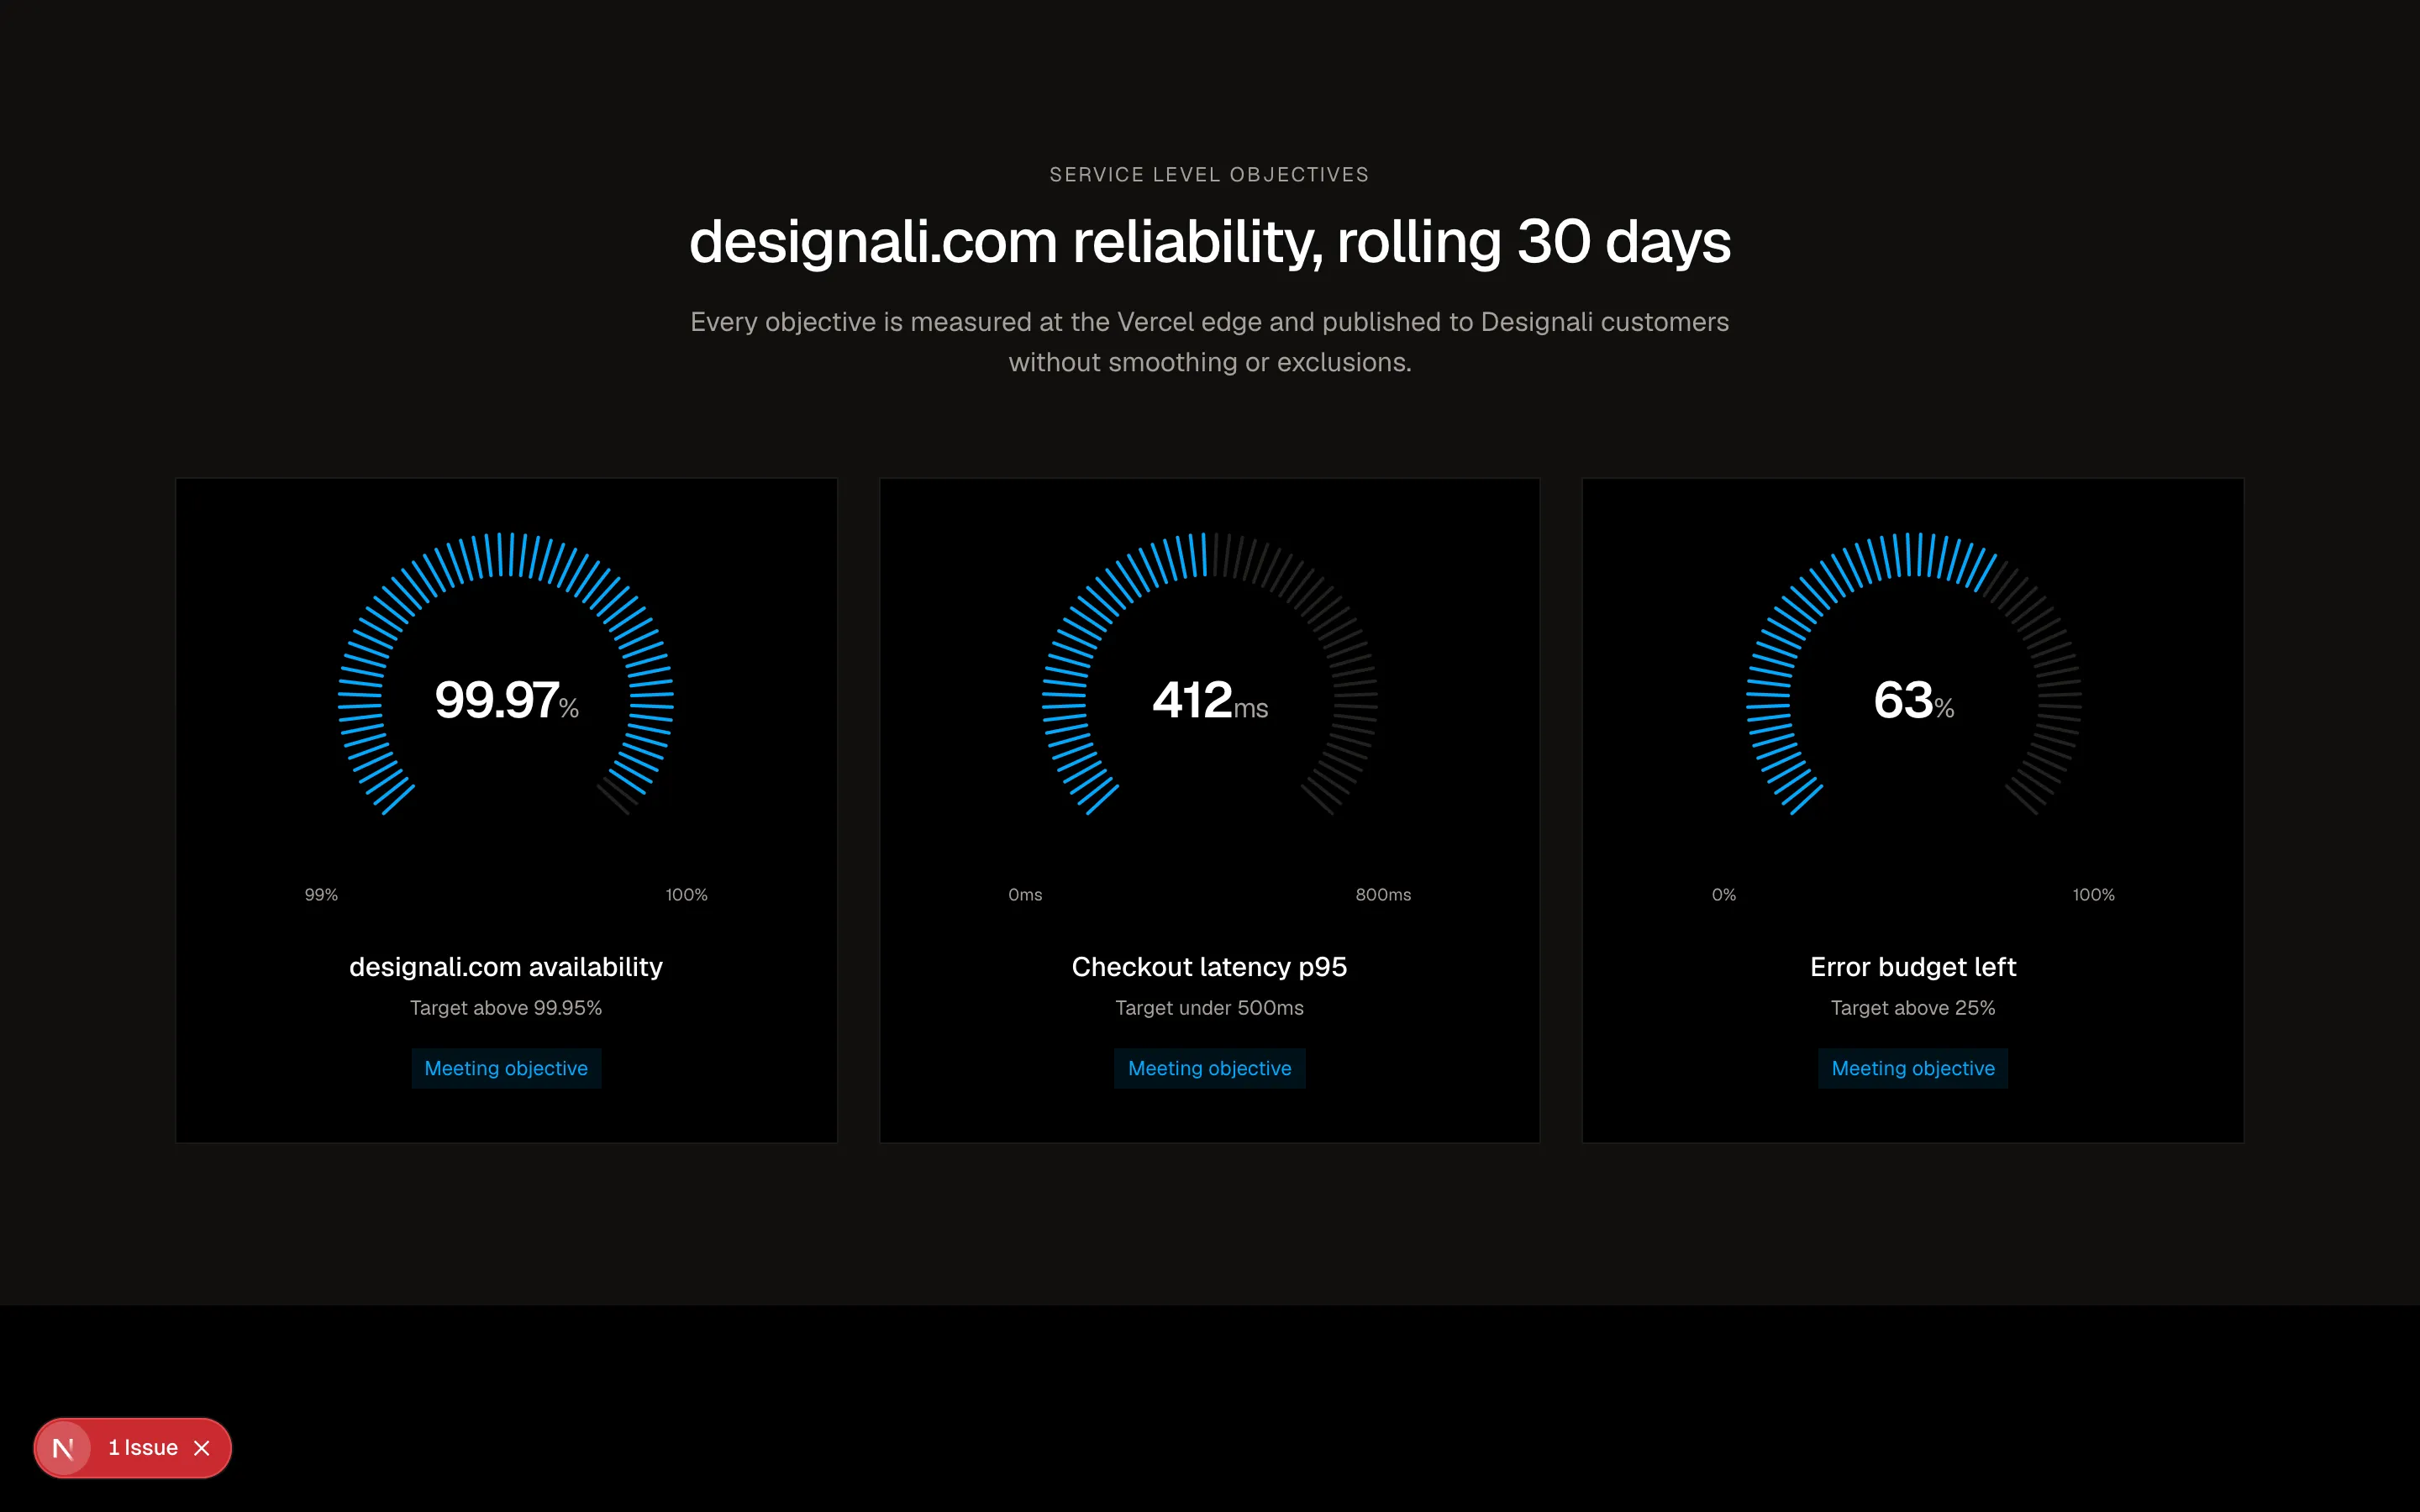 SERVICE LEVEL OBJECTIVES
designali.com reliability, rolling 30 days
Every objective is measured at the Vercel edge and published to Designali customers
without smoothing or exclusions.
99.97%
99%
100%
designali.com availability
Target above 99.95%
Meeting objective
412ms
0ms
800ms
Checkout latency p95
Target under 500ms
Meeting objective
63%
0%
100%
Error budget left
Target above 25%
Meeting objective
N
1 Issue